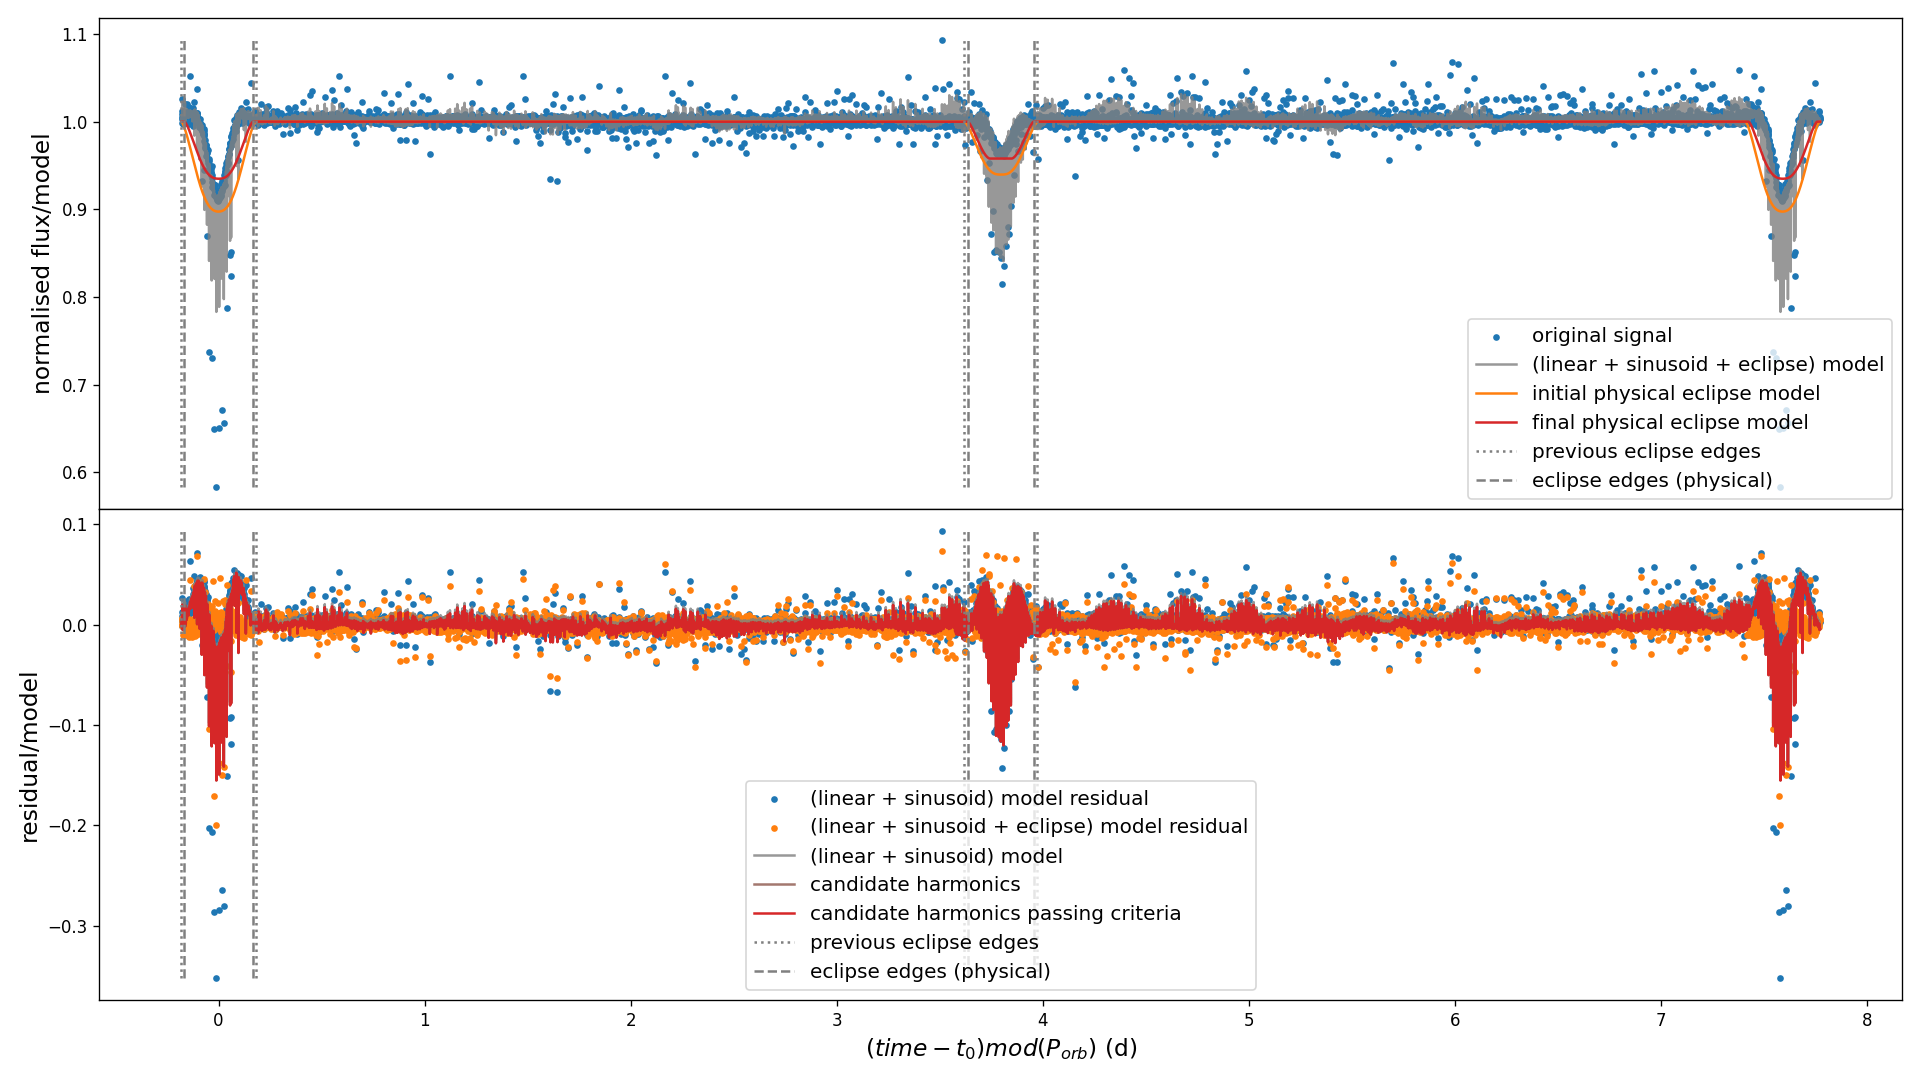 normalised flux/model
1.1
1.0
0.9
0.8
0.7
0.6
original signal
(linear + sinusoid + eclipse) model
initial physical eclipse model
final physical eclipse model
previous eclipse edges
eclipse edges (physical)
residual/model
0.1
0.0
−0.1
−0.2
−0.3
(linear + sinusoid) model residual
(linear + sinusoid + eclipse) model residual
(linear + sinusoid) model
candidate harmonics
candidate harmonics passing criteria
previous eclipse edges
eclipse edges (physical)
0 1 2 3 4 5 6 7 8
(time − t₀)mod(P_orb) (d)